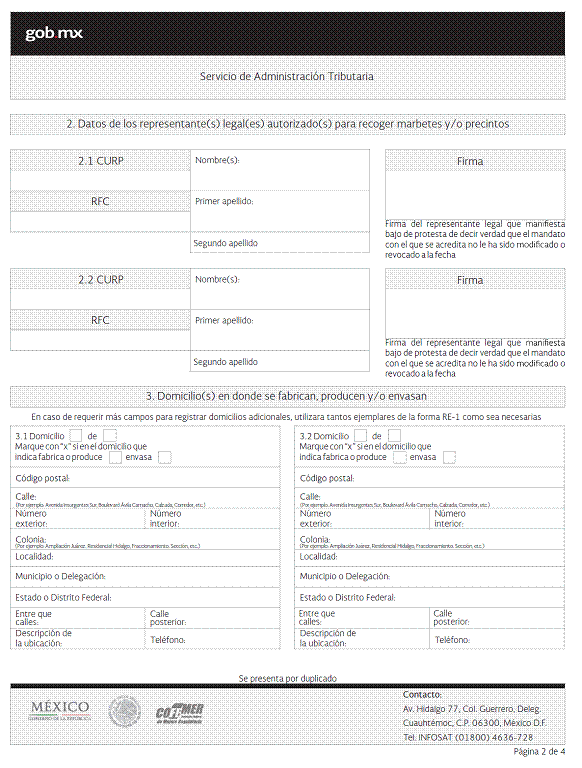 gob.mx
Servicio de Administración Tributaria
2. Datos de los representante(s) legal(es) autorizado(s) para recoger marbetes y/o precintos
2.1 CURP
Nombre(s):
Firma
RFC
Primer apellido:
Segundo apellido
Firma del representante legal que manifiesta
bajo de protesta de decir verdad que el mandato
con el que se acredita no le ha sido modificado o
revocado a la fecha
2.2 CURP
Nombre(s):
Firma
RFC
Primer apellido:
Segundo apellido
Firma del representante legal que manifiesta
bajo de protesta de decir verdad que el mandato
con el que se acredita no le ha sido modificado o
revocado a la fecha
3. Domicilio(s) en donde se fabrican, producen y/o envasan
En caso de requerir más campos para registrar domicilios adicionales, utilizara tantos ejemplares de la forma RE-1 como sea necesarias
3.1 Domicilio de
Marque con "x" si en el domicilio que
indica fabrica o produce envasa
Código postal:
Calle:
(Por ejemplo: Avenida Insurgentes Sur, Boulevard Ávila Camacho, Calzada, Corredor, etc.)
Número
exterior:
Número
interior:
Colonia:
(Por ejemplo: Ampliación Juárez, Residencial Hidalgo, Fraccionamiento, Sección, etc.)
Localidad:
Municipio o Delegación:
Estado o Distrito Federal:
Entre que
calles:
Calle
posterior:
Descripción de
la ubicación:
Teléfono:
3.2 Domicilio de
Marque con "x" si en el domicilio que
indica fabrica o produce envasa
Código postal:
Calle:
(Por ejemplo: Avenida Insurgentes Sur, Boulevard Ávila Camacho, Calzada, Corredor, etc.)
Número
exterior:
Número
interior:
Colonia:
(Por ejemplo: Ampliación Juárez, Residencial Hidalgo, Fraccionamiento, Sección, etc.)
Localidad:
Municipio o Delegación:
Estado o Distrito Federal:
Entre que
calles:
Calle
posterior:
Descripción de
la ubicación:
Teléfono:
Se presenta por duplicado
MÉXICO
GOBIERNO DE LA REPÚBLICA
COFEMER
de Mejora Regulatoria
Contacto:
Av. Hidalgo 77, Col. Guerrero, Deleg.
Cuauhtémoc, C.P. 06300, México D.F.
Tel. INFOSAT (01800) 4636-728
Página 2 de 4